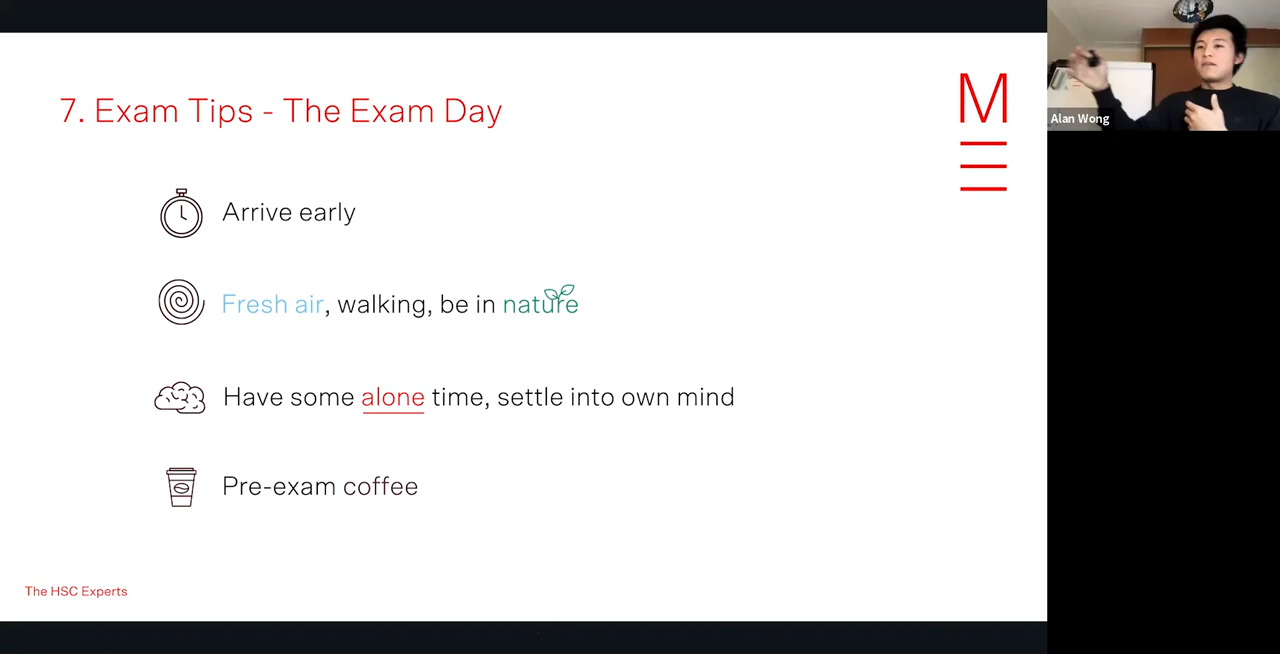 7. Exam Tips - The Exam Day
M
Arrive early
Fresh air, walking, be in nature
Have some alone time, settle into own mind
Pre-exam coffee
The HSC Experts
Alan Wong